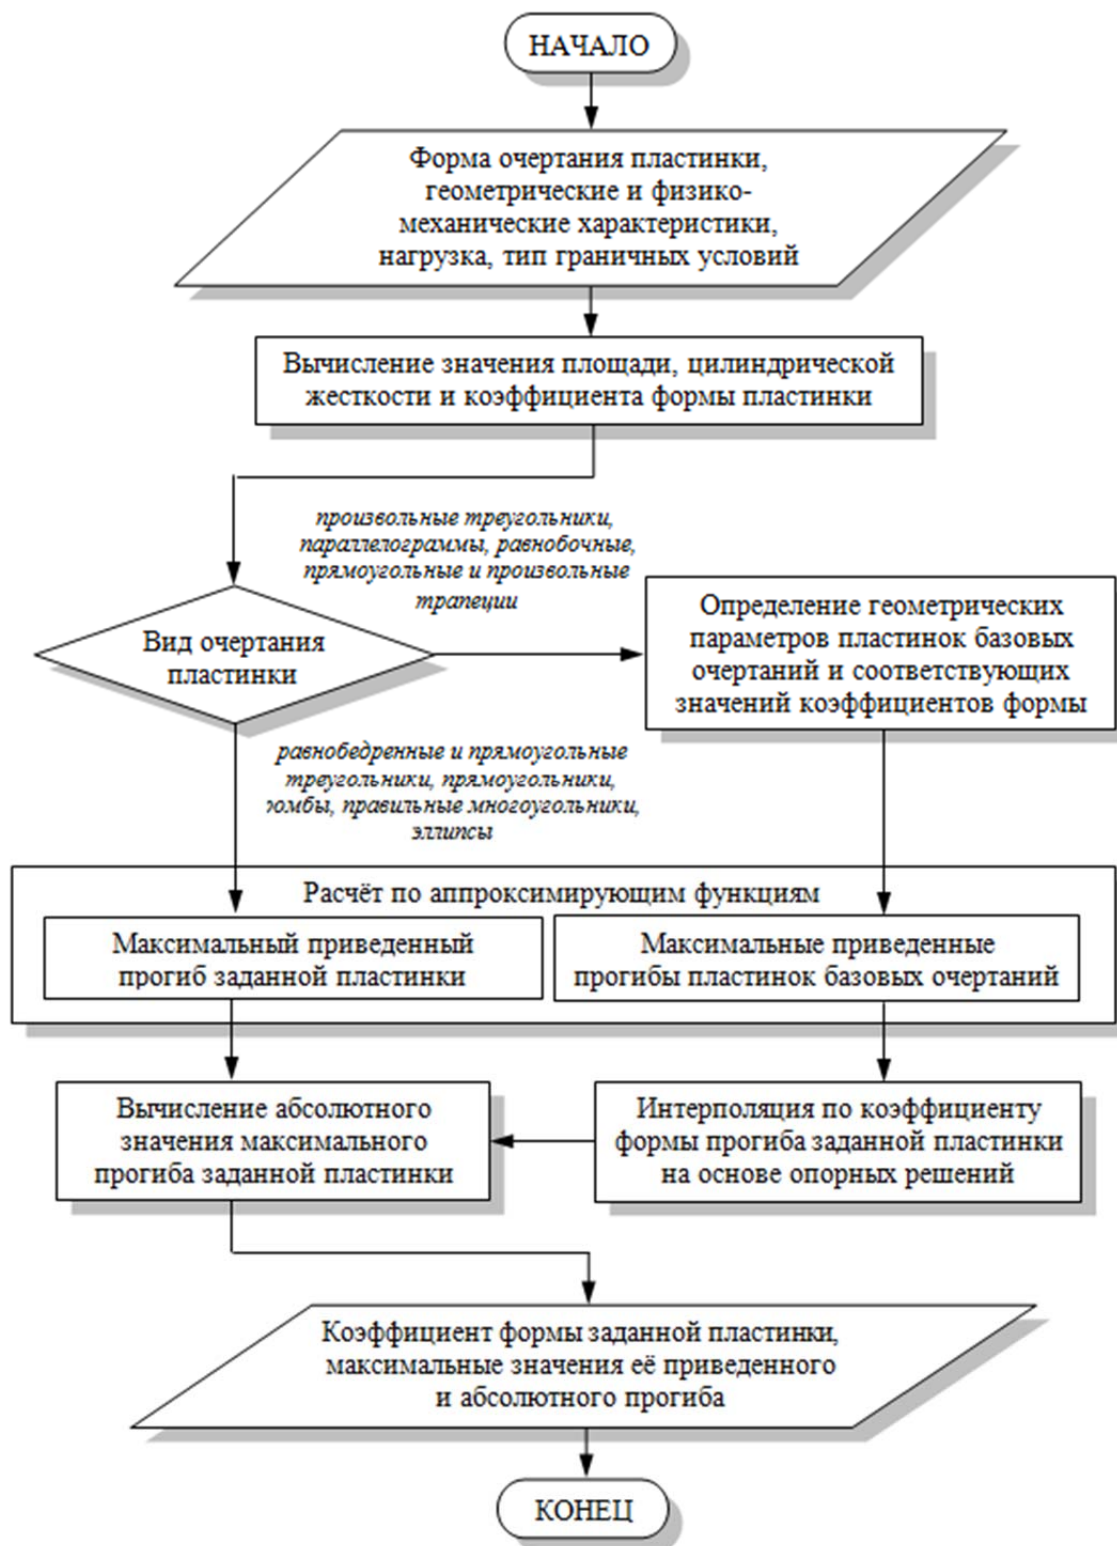 НАЧАЛО
Форма очертания пластинки,
геометрические и физико-
механические характеристики,
нагрузка, тип граничных условий
Вычисление значения площади, цилиндрической
жесткости и коэффициента формы пластинки
произвольные треугольники,
параллелограммы, равнобочные,
прямоугольные и произвольные
трапеции
Вид очертания
пластинки
Определение геометрических
параметров пластинок базовых
очертаний и соответствующих
значений коэффициентов формы
равнобедренные и прямоугольные
треугольники, прямоугольники,
ромбы, правильные многоугольники,
эллипсы
Расчёт по аппроксимирующим функциям
Максимальный приведенный
прогиб заданной пластинки
Максимальные приведенные
прогибы пластинок базовых очертаний
Вычисление абсолютного
значения максимального
прогиба заданной пластинки
Интерполяция по коэффициенту
формы прогиба заданной пластинки
на основе опорных решений
Коэффициент формы заданной пластинки,
максимальные значения её приведенного
и абсолютного прогиба
КОНЕЦ